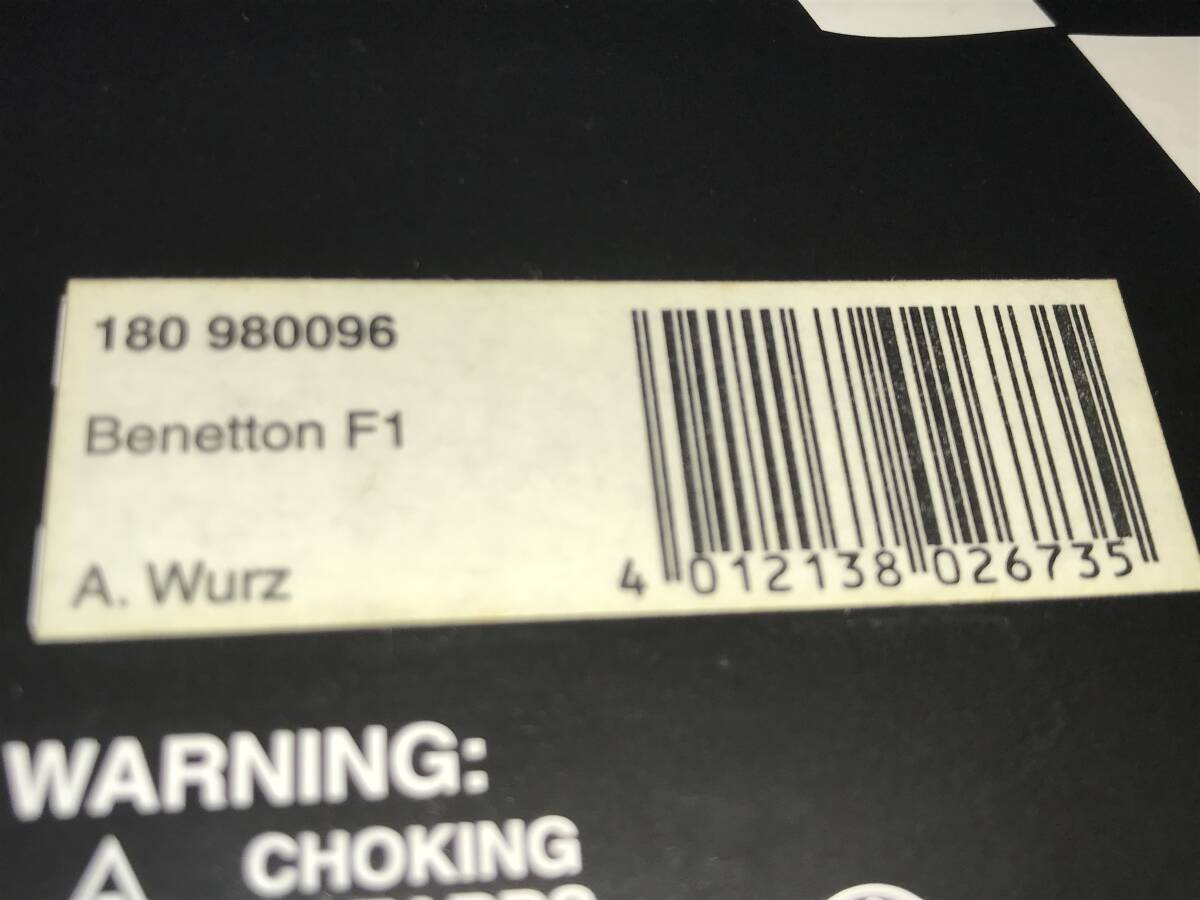 180 980096
Benetton F1
A. Wurz
4 012138 026735
WARNING:
CHOKING